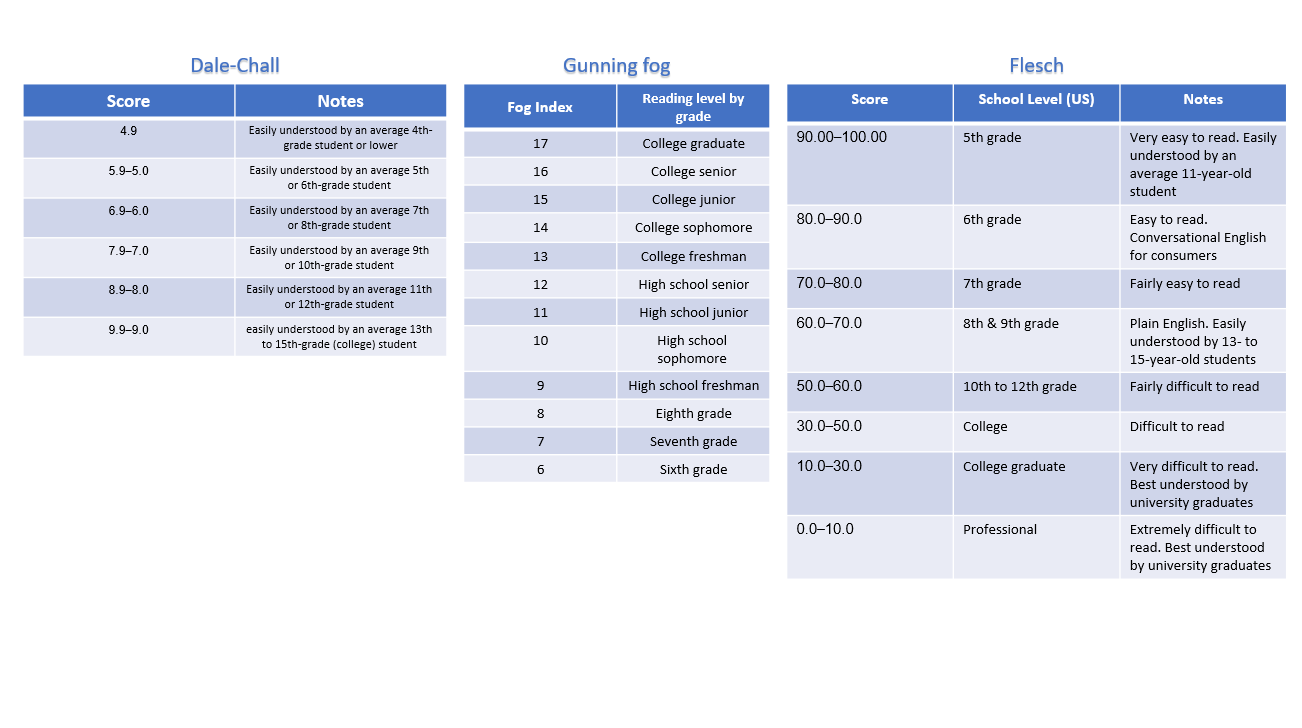 Dale-Chall
Score Notes
4.9 Easily understood by an average 4th-
grade student or lower
5.9–5.0 Easily understood by an average 5th
or 6th-grade student
6.9–6.0 Easily understood by an average 7th
or 8th-grade student
7.9–7.0 Easily understood by an average 9th
or 10th-grade student
8.9–8.0 Easily understood by an average 11th
or 12th-grade student
9.9–9.0 easily understood by an average 13th
to 15th-grade (college) student
Gunning fog
Fog Index Reading level by
grade
17 College graduate
16 College senior
15 College junior
14 College sophomore
13 College freshman
12 High school senior
11 High school junior
10 High school
sophomore
9 High school freshman
8 Eighth grade
7 Seventh grade
6 Sixth grade
Flesch
Score School Level (US) Notes
90.00–100.00 5th grade Very easy to read. Easily
understood by an
average 11-year-old
student
80.0–90.0 6th grade Easy to read.
Conversational English
for consumers
70.0–80.0 7th grade Fairly easy to read
60.0–70.0 8th & 9th grade Plain English. Easily
understood by 13- to
15-year-old students
50.0–60.0 10th to 12th grade Fairly difficult to read
30.0–50.0 College Difficult to read
10.0–30.0 College graduate Very difficult to read.
Best understood by
university graduates
0.0–10.0 Professional Extremely difficult to
read. Best understood
by university graduates